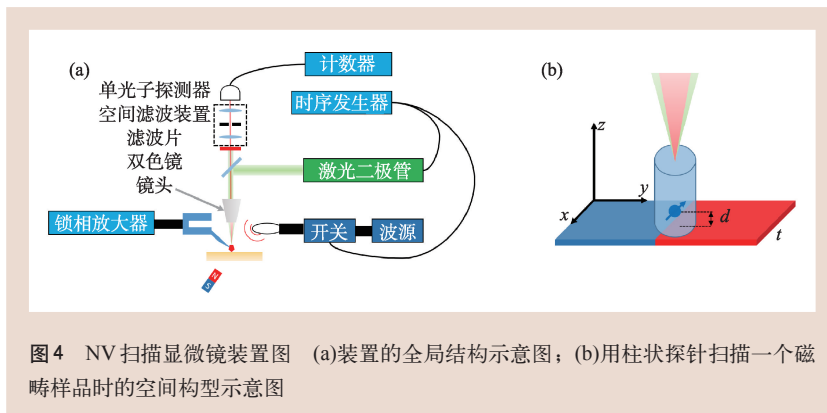 (a)
计数器
单光子探测器
时序发生器
空间滤波装置
滤波片
双色镜
激光二极管
镜头
锁相放大器
开关
波源
N
S
(b)
z
y
x
d
t
图4 NV扫描显微镜装置图 (a)装置的全局结构示意图；(b)用柱状探针扫描一个磁
畴样品时的空间构型示意图